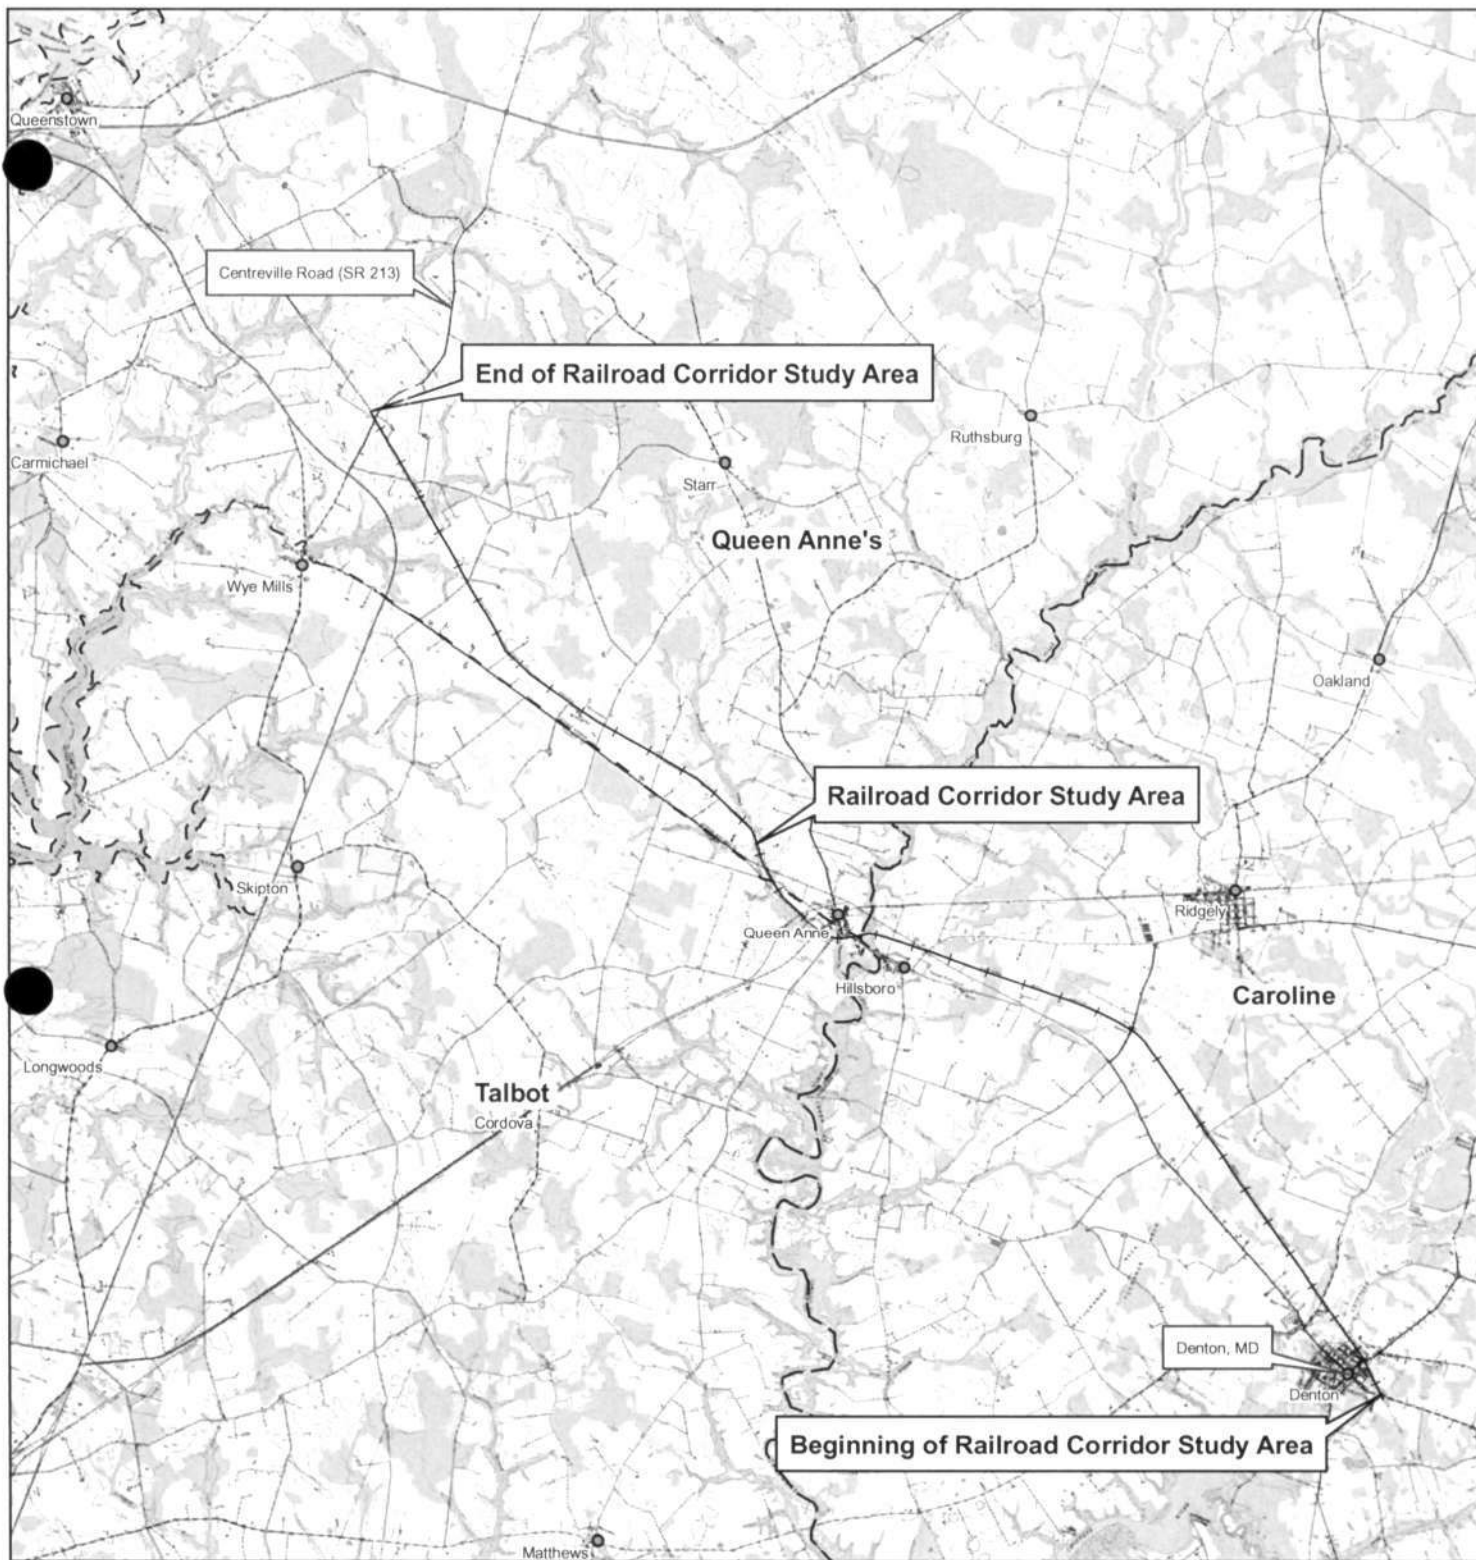 Queenstown
Centreville Road (SR 213)
End of Railroad Corridor Study Area
Ruthsburg
Carmichael
Starr
Queen Anne's
Wye Mills
Oakland
Railroad Corridor Study Area
Skipton
Ridgely
Queen Anne
Hillsboro
Caroline
Longwoods
Talbot
Cordova
Denton, MD
Denton
Beginning of Railroad Corridor Study Area
Matthews